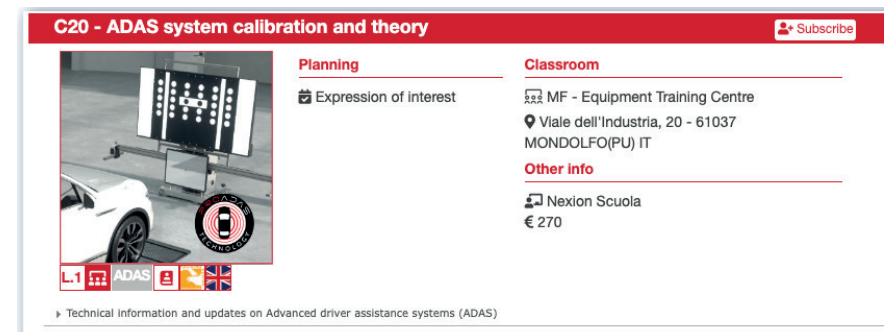 C20 - ADAS system calibration and theory
Subscribe
Planning
Expression of interest
Classroom
MF - Equipment Training Centre
Viale dell'Industria, 20 - 61037
MONDOLFO(PU) IT
Other info
Nexion Scuola
€ 270
TECHNOLOGY
L.1
ADAS
Technical information and updates on Advanced driver assistance systems (ADAS)